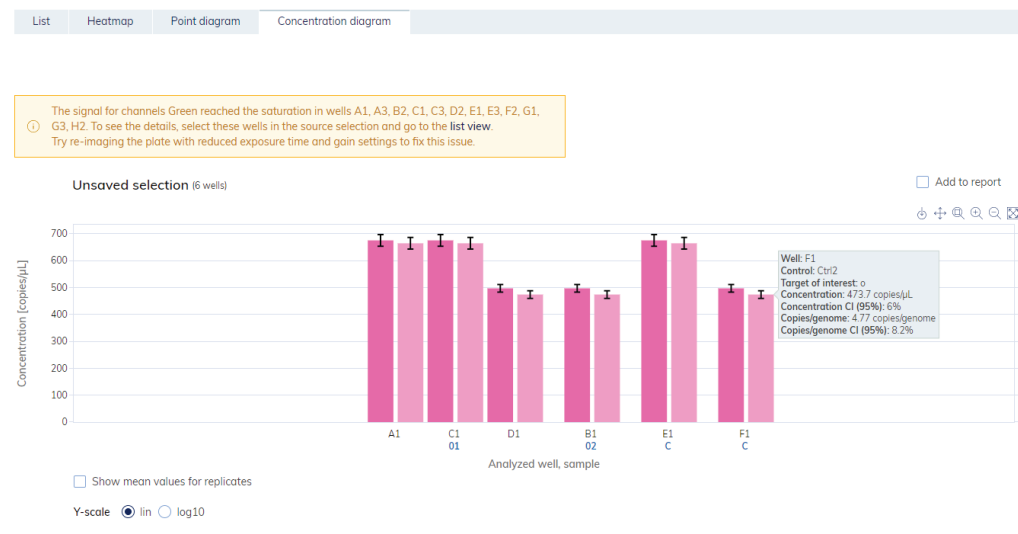 List Heatmap Point diagram Concentration diagram
The signal for channels Green reached the saturation in wells A1, A3, B2, C1, C3, D2, E1, E3, F2, G1,
G3, H2. To see the details, select these wells in the source selection and go to the list view.
Try re-imaging the plate with reduced exposure time and gain settings to fix this issue.
Unsaved selection (6 wells)
Add to report
Concentration [copies/µL]
700
600
500
400
300
200
100
0
Well: F1
Control: Ctrl2
Target of interest: o
Concentration: 473.7 copies/µL
Concentration CI (95%): 6%
Copies/genome: 4.77 copies/genome
Copies/genome CI (95%): 8.2%
A1 C1 D1 B1 E1 F1
01 02 C C
Analyzed well, sample
Show mean values for replicates
Y-scale lin log10